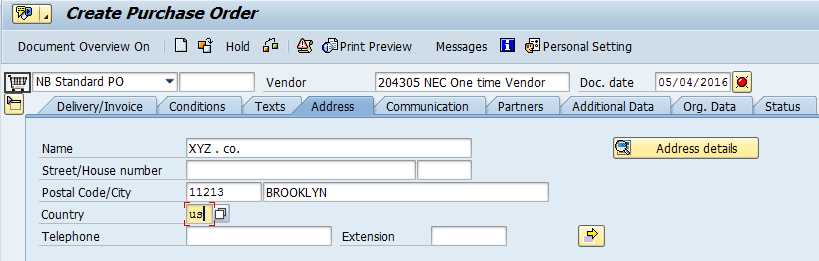 Create Purchase Order
Document Overview On Hold Print Preview Messages Personal Setting
NB Standard PO Vendor 204305 NEC One time Vendor Doc. date 05/04/2016
Delivery/Invoice Conditions Texts Address Communication Partners Additional Data Org. Data Status
Name XYZ . co.
Street/House number Address details
Postal Code/City 11213 BROOKLYN
Country us
Telephone Extension